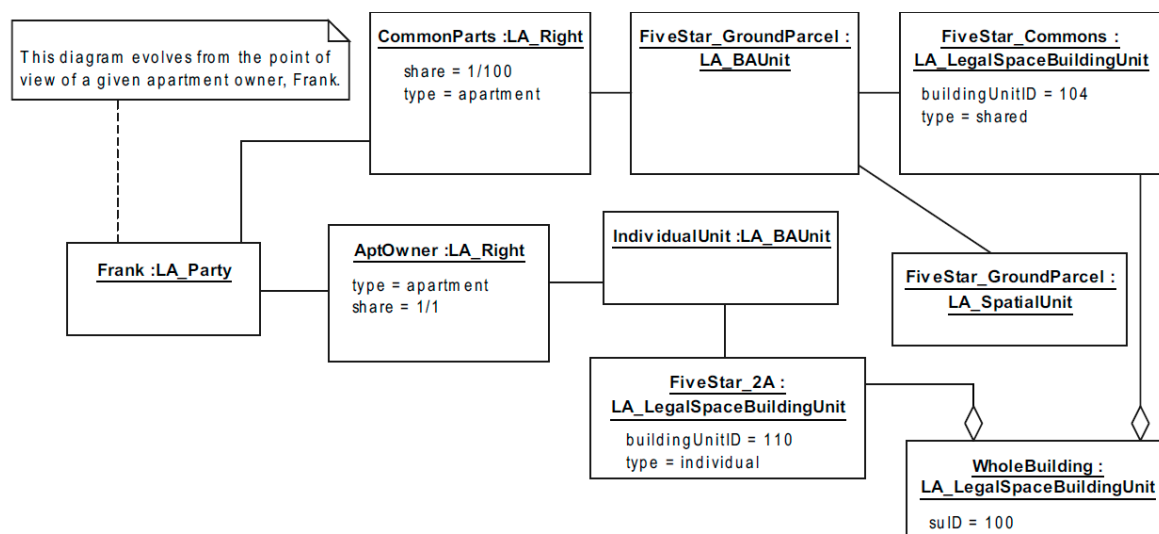 This diagram evolves from the point of
view of a given apartment owner, Frank.
CommonParts :LA_Right
share = 1/100
type = apartment
FiveStar_GroundParcel :
LA_BAUnit
FiveStar_Commons :
LA_LegalSpaceBuildingUnit
buildingUnitID = 104
type = shared
Frank :LA_Party
AptOwner :LA_Right
type = apartment
share = 1/1
IndividualUnit :LA_BAUnit
FiveStar_GroundParcel :
LA_SpatialUnit
FiveStar_2A :
LA_LegalSpaceBuildingUnit
buildingUnitID = 110
type = individual
WholeBuilding :
LA_LegalSpaceBuildingUnit
suID = 100